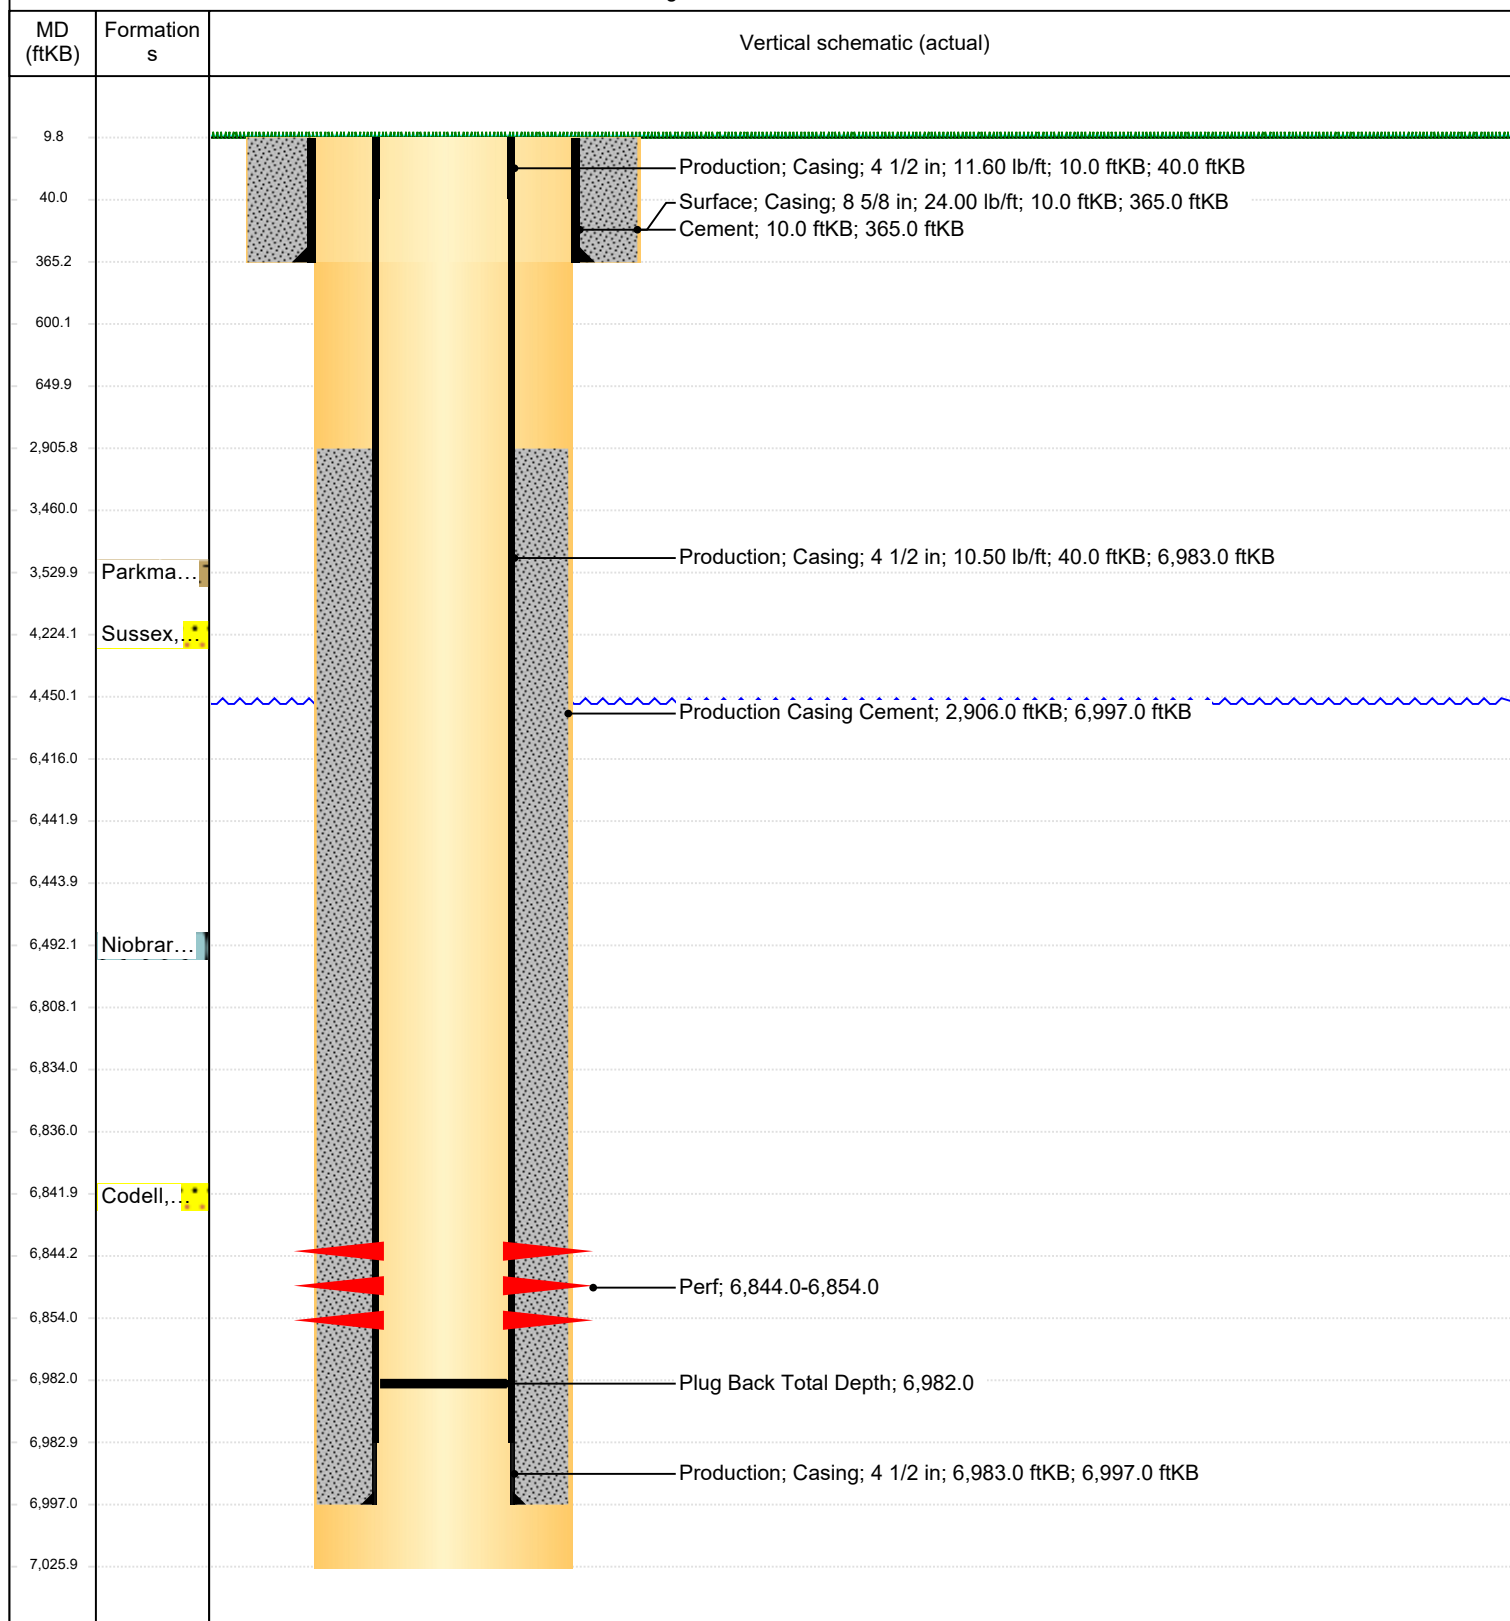 MD
(ftKB)
Formation
s
Vertical schematic (actual)
9.8
Production; Casing; 4 1/2 in; 11.60 lb/ft; 10.0 ftKB; 40.0 ftKB
40.0
Surface; Casing; 8 5/8 in; 24.00 lb/ft; 10.0 ftKB; 365.0 ftKB
Cement; 10.0 ftKB; 365.0 ftKB
365.2
600.1
649.9
2,905.8
3,460.0
Production; Casing; 4 1/2 in; 10.50 lb/ft; 40.0 ftKB; 6,983.0 ftKB
3,529.9
Parkma…
4,224.1
Sussex,…
4,450.1
Production Casing Cement; 2,906.0 ftKB; 6,997.0 ftKB
6,416.0
6,441.9
6,443.9
6,492.1
Niobrar…
6,808.1
6,834.0
6,836.0
6,841.9
Codell,…
6,844.2
Perf; 6,844.0-6,854.0
6,854.0
6,982.0
Plug Back Total Depth; 6,982.0
6,982.9
Production; Casing; 4 1/2 in; 6,983.0 ftKB; 6,997.0 ftKB
6,997.0
7,025.9